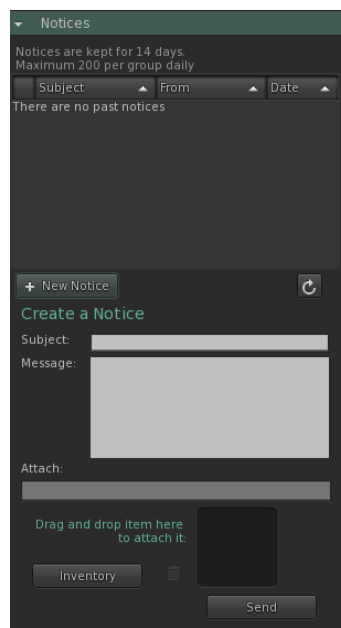 Notices
Notices are kept for 14 days.
Maximum 200 per group daily
Subject From Date
There are no past notices
+ New Notice
Create a Notice
Subject:
Message:
Attach:
Drag and drop item here
to attach it:
Inventory
Send